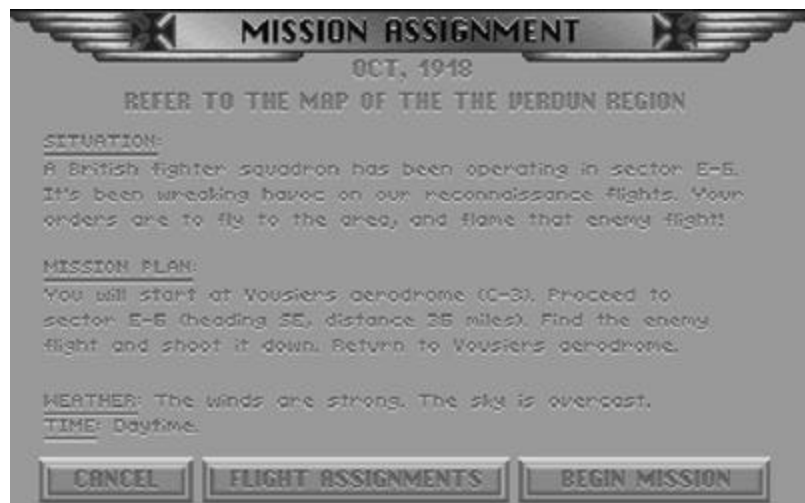 MISSION ASSIGNMENT
OCT, 1918
REFER TO THE MAP OF THE THE VERDUN REGION
SITUATION:
A British fighter squadron has been operating in sector E-6.
It's been wreaking havoc on our reconnaissance flights. Your
orders are to fly to the area, and flame that enemy flight!
MISSION PLAN:
You will start at Vousiers aerodrome (C-3). Proceed to
sector E-6 (heading SE, distance 36 miles). Find the enemy
flight and shoot it down. Return to Vousiers aerodrome.
WEATHER: The winds are strong. The sky is overcast.
TIME: Daytime.
CANCEL FLIGHT ASSIGNMENTS BEGIN MISSION